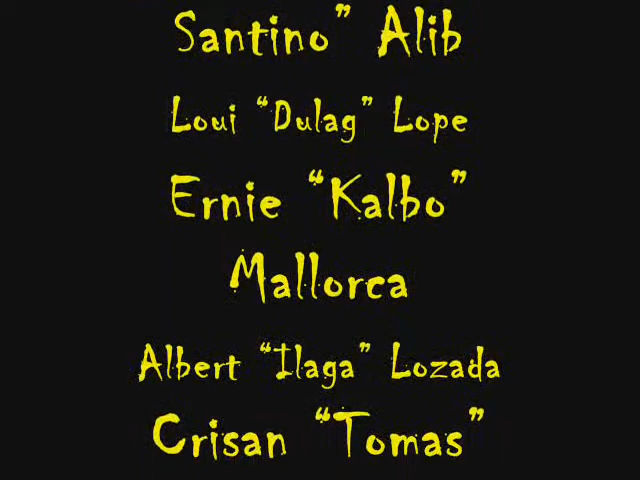 Santino” Alib
Loui “Dulag” Lope
Ernie “Kalbo”
Mallorca
Albert “Ilaga” Lozada
Crisan “Tomas”